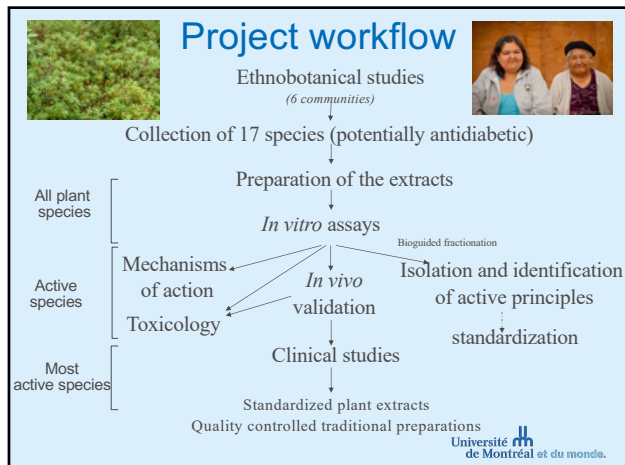 Project workflow
Ethnobotanical studies
(6 communities)
Collection of 17 species (potentially antidiabetic)
All plant
species
Preparation of the extracts
In vitro assays
Bioguided fractionation
Active
species
Mechanisms
of action
Toxicology
In vivo
validation
Isolation and identification
of active principles
standardization
Most
active species
Clinical studies
Standardized plant extracts
Quality controlled traditional preparations
Université
de Montréal et du monde.